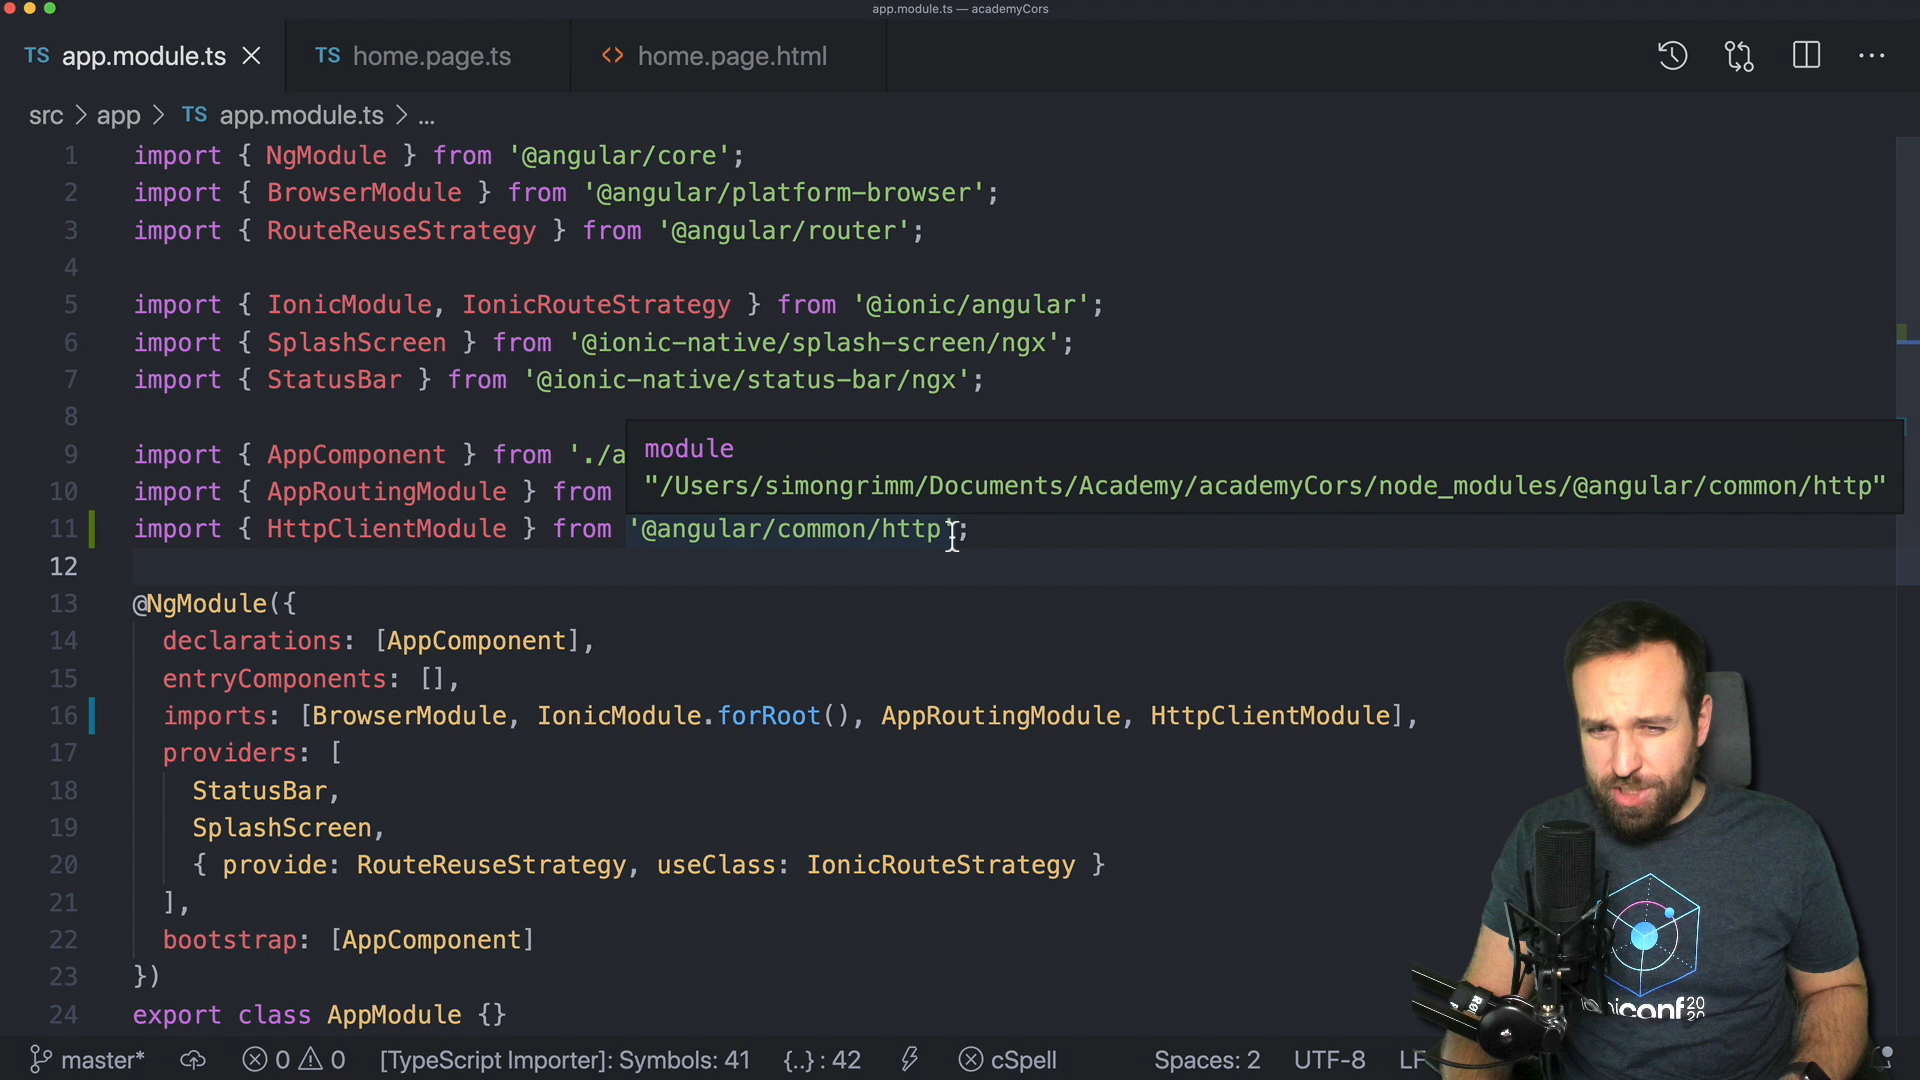 app.module.ts — academyCors
TS app.module.ts
TS home.page.ts
<> home.page.html
src > app > TS app.module.ts > ...
1 import { NgModule } from '@angular/core';
2 import { BrowserModule } from '@angular/platform-browser';
3 import { RouteReuseStrategy } from '@angular/router';
4
5 import { IonicModule, IonicRouteStrategy } from '@ionic/angular';
6 import { SplashScreen } from '@ionic-native/splash-screen/ngx';
7 import { StatusBar } from '@ionic-native/status-bar/ngx';
8
module
9 import { AppComponent } from './a
"/Users/simongrimm/Documents/Academy/academyCors/node_modules/@angular/common/http"
10 import { AppRoutingModule } from
11 import { HttpClientModule } from '@angular/common/http';
12
13 @NgModule({
14 declarations: [AppComponent],
15 entryComponents: [],
16 imports: [BrowserModule, IonicModule.forRoot(), AppRoutingModule, HttpClientModule],
17 providers: [
18 StatusBar,
19 SplashScreen,
20 { provide: RouteReuseStrategy, useClass: IonicRouteStrategy }
21 ],
22 bootstrap: [AppComponent]
23 })
24 export class AppModule {}
niconf 20
20
master* 0 0 [TypeScript Importer]: Symbols: 41 {..} : 42 cSpell Spaces: 2 UTF-8 LF